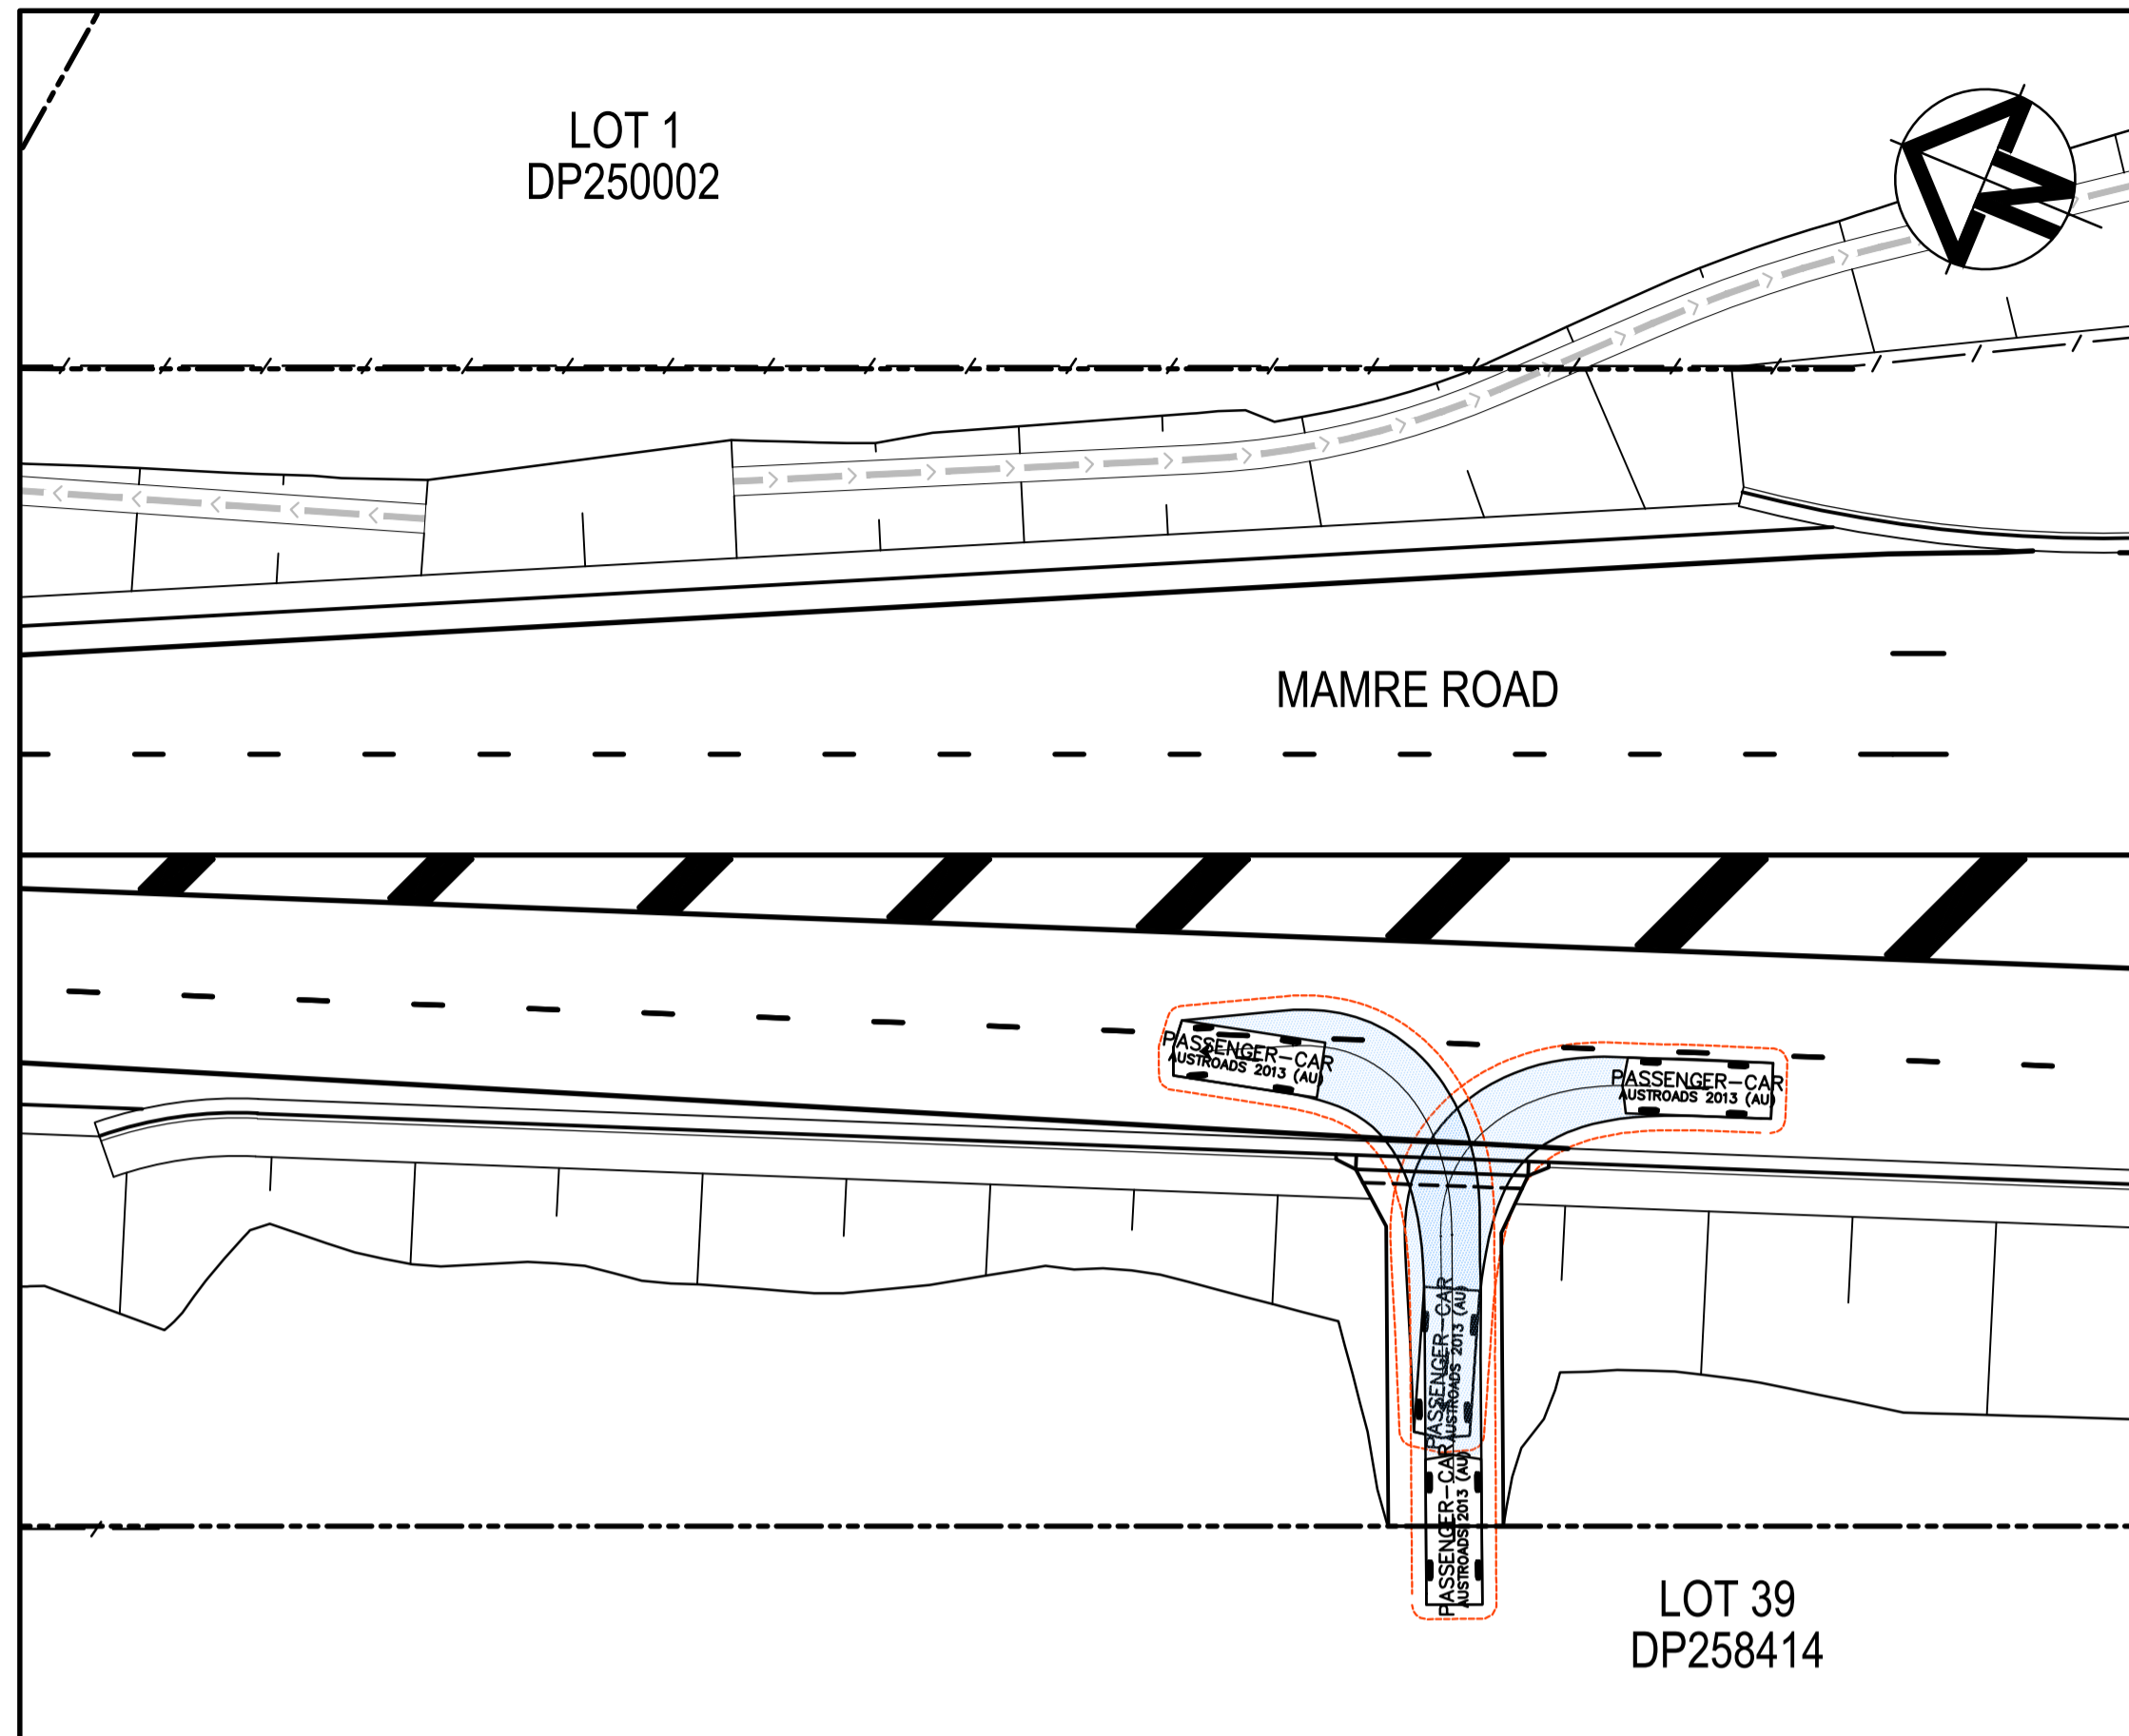 LOT 1
DP250002
N
MAMRE ROAD
PASSENGER-CAR
AUSTROADS 2013 (AU)
PASSENGER-CAR
AUSTROADS 2013 (AU)
PASSENGER-CAR
AUSTROADS 2013 (AU)
PASSENGER-CAR
AUSTROADS 2013 (AU)
LOT 39
DP258414